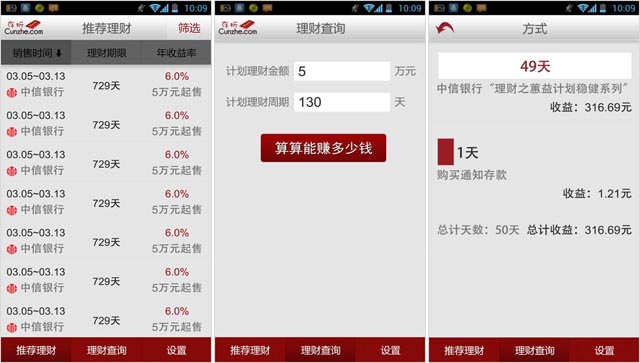 10:09
存折
Cunzhe.com
推荐理财
筛选
销售时间
理财期限
年收益率
03.05~03.13
中信银行
729天
6.0%
5万元起售
03.05~03.13
中信银行
729天
6.0%
5万元起售
03.05~03.13
中信银行
729天
6.0%
5万元起售
03.05~03.13
中信银行
729天
6.0%
5万元起售
03.05~03.13
中信银行
729天
6.0%
5万元起售
03.05~03.13
中信银行
729天
6.0%
5万元起售
03.05~03.13
中信银行
729天
6.0%
5万元起售
推荐理财
理财查询
设置
10:09
存折
Cunzhe.com
理财查询
计划理财金额 5 万元
计划理财周期 130 天
算算能赚多少钱
推荐理财
理财查询
设置
10:09
方式
49天
中信银行“理财之蕙益计划稳健系列”
收益：316.69元
1天
购买通知存款
收益：1.21元
总计天数：50天 总计收益：316.69元
推荐理财
理财查询
设置